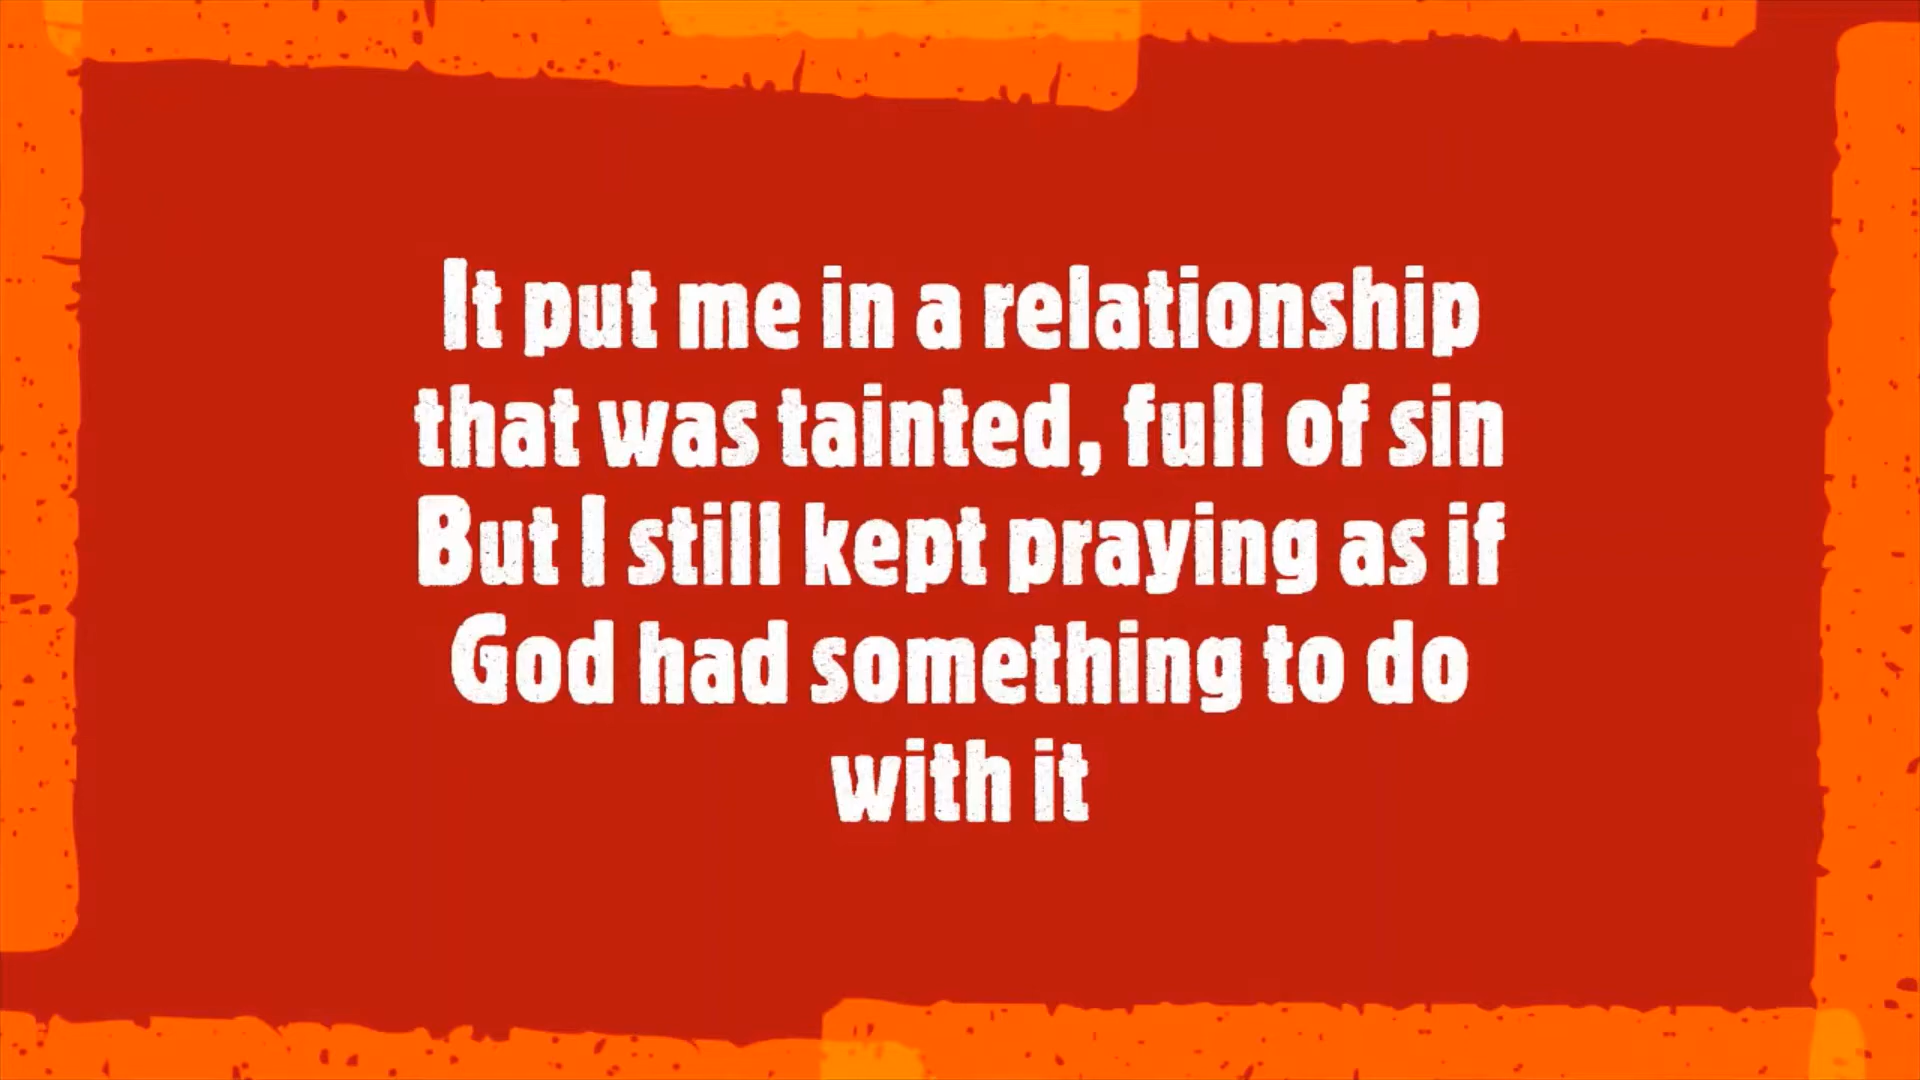 It put me in a relationship
that was tainted, full of sin
But I still kept praying as if
God had something to do
with it